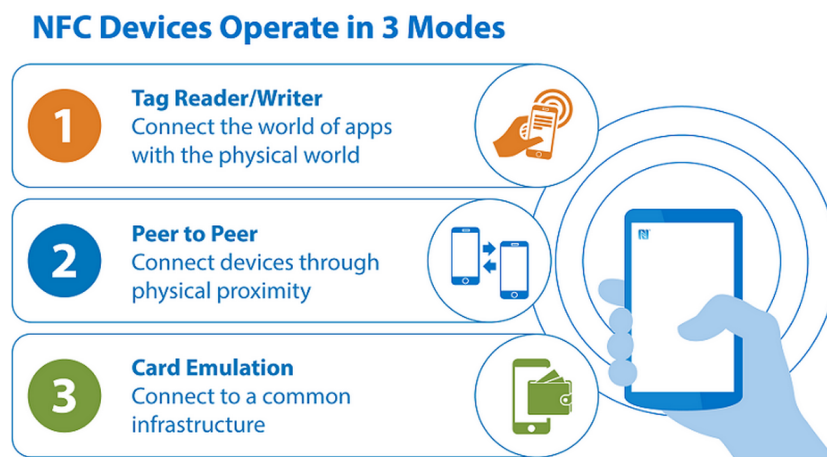 NFC Devices Operate in 3 Modes
1
Tag Reader/Writer
Connect the world of apps
with the physical world
2
Peer to Peer
Connect devices through
physical proximity
3
Card Emulation
Connect to a common
infrastructure